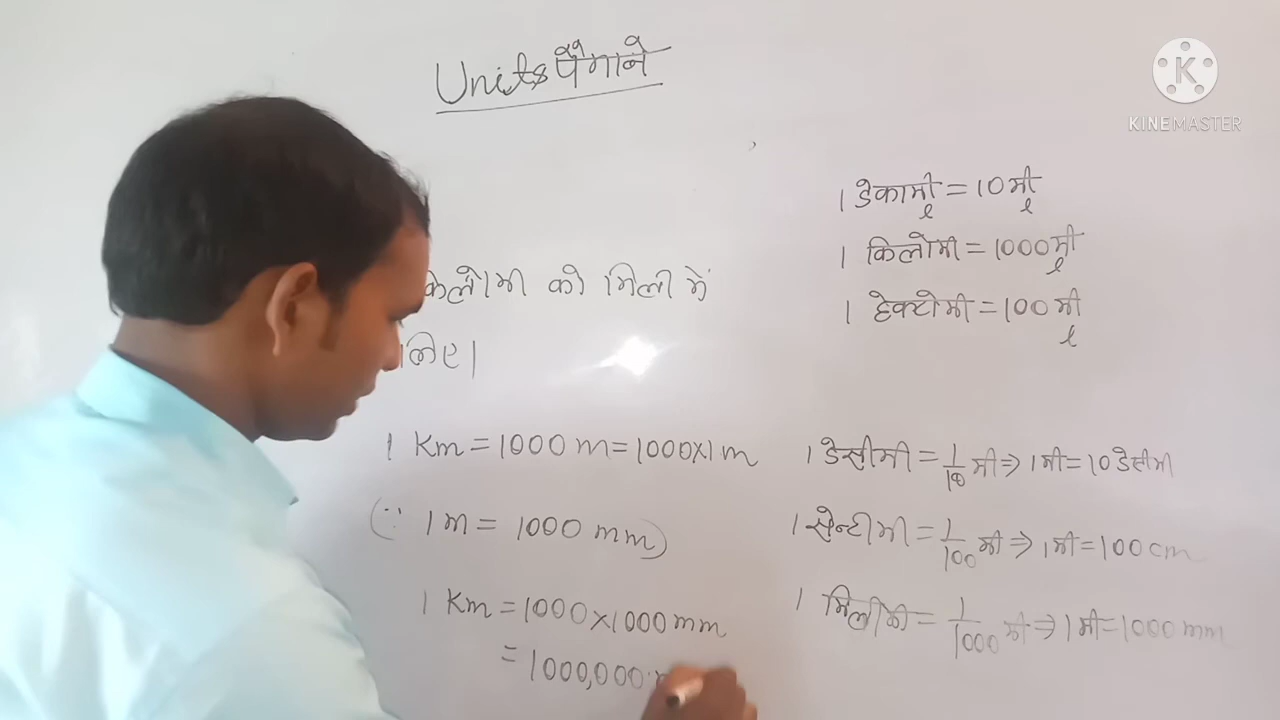 Units पैमाने
KINEMASTER
किलोमी को मिली में
लिए।
1 Km = 1000 m = 1000×1 m
(∵ 1 m = 1000 mm)
1 Km = 1000×1000 mm
= 1000,000
1 डेकामी = 10 मी
1 किलोमी = 1000 मी
1 हेक्टोमी = 100 मी
1 डेसीमी = 1/10 मी ⇒ 1 मी = 10 डेसीमी
1 सेन्टीमी = 1/100 मी ⇒ 1 मी = 100 cm
1 मिलीमी = 1/1000 मी ⇒ 1 मी = 1000 mm